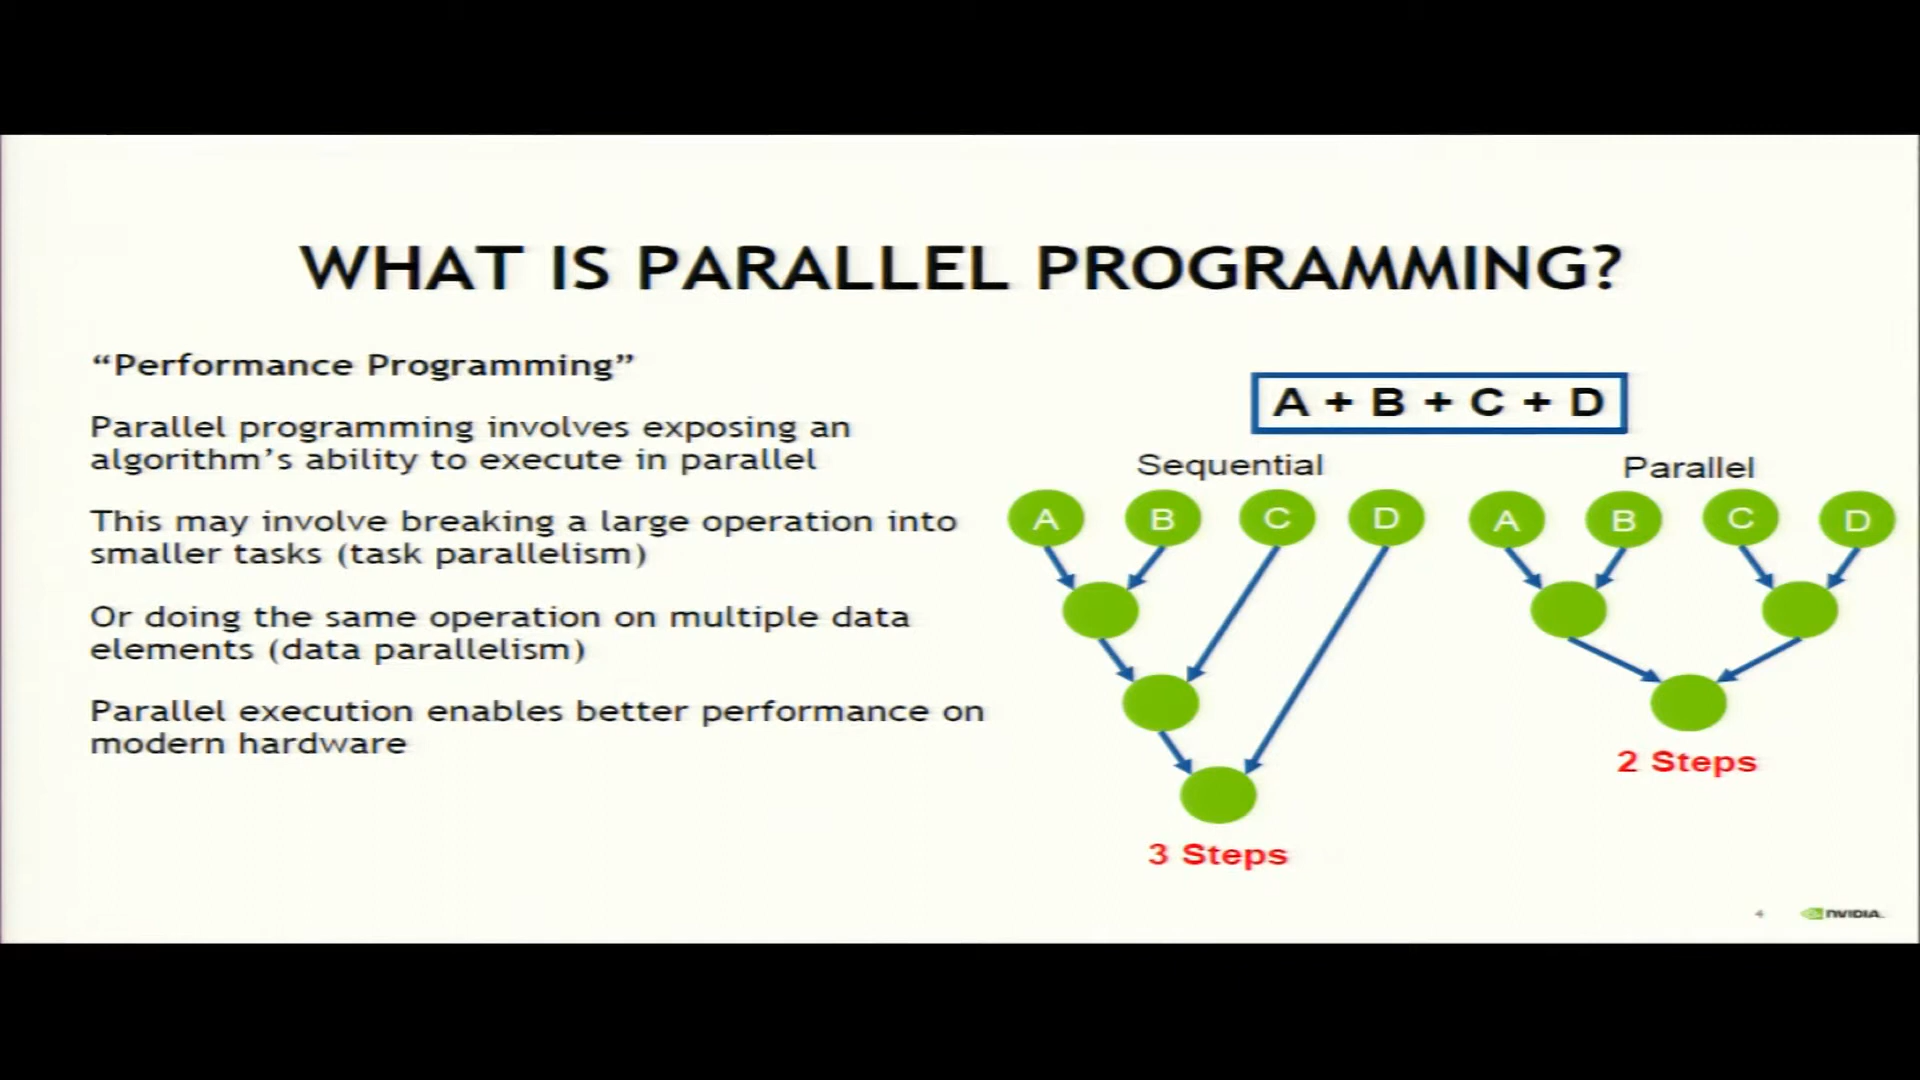 WHAT IS PARALLEL PROGRAMMING?
“Performance Programming”
Parallel programming involves exposing an
algorithm’s ability to execute in parallel
This may involve breaking a large operation into
smaller tasks (task parallelism)
Or doing the same operation on multiple data
elements (data parallelism)
Parallel execution enables better performance on
modern hardware
A + B + C + D
Sequential
A B C D
3 Steps
Parallel
A B C D
2 Steps
4
NVIDIA.